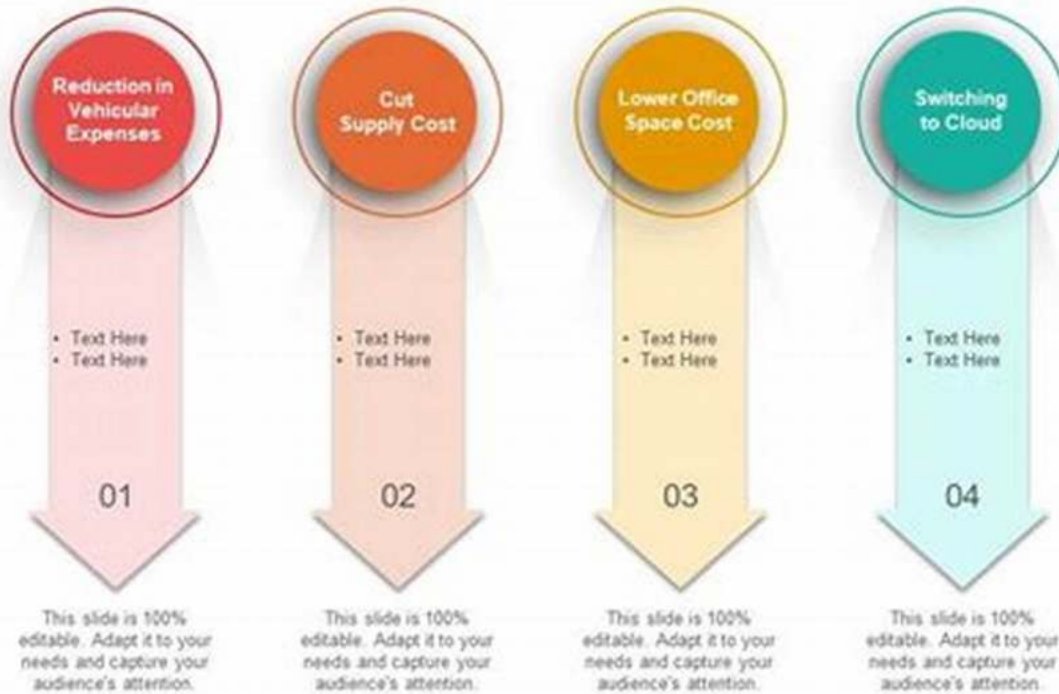 Reduction in
Vehicular
Expenses
• Text Here
• Text Here
01
This slide is 100%
editable. Adapt it to your
needs and capture your
audience's attention.
Cut
Supply Cost
• Text Here
• Text Here
02
This slide is 100%
editable. Adapt it to your
needs and capture your
audience's attention.
Lower Office
Space Cost
• Text Here
• Text Here
03
This slide is 100%
editable. Adapt it to your
needs and capture your
audience's attention.
Switching
to Cloud
• Text Here
• Text Here
04
This slide is 100%
editable. Adapt it to your
needs and capture your
audience's attention.